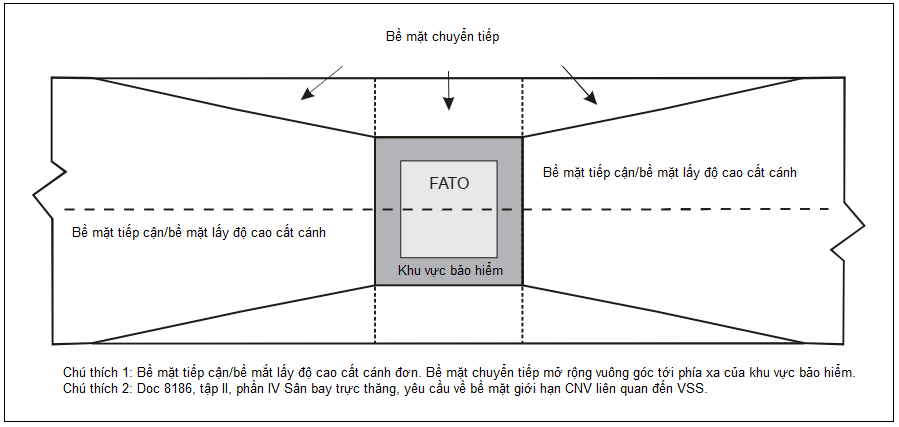 Bề mặt chuyển tiếp
Bề mặt tiếp cận/bề mặt lấy độ cao cất cánh
FATO
Bề mặt tiếp cận/bề mặt lấy độ cao cất cánh
Khu vực bảo hiểm
Chú thích 1: Bề mặt tiếp cận/bề mắt lấy độ cao cất cánh đơn. Bề mặt chuyển tiếp mở rộng vuông góc tới phía xa của khu vực bảo hiểm.
Chú thích 2: Doc 8186, tập II, phần IV Sân bay trực thăng, yêu cầu về bề mặt giới hạn CNV liên quan đến VSS.